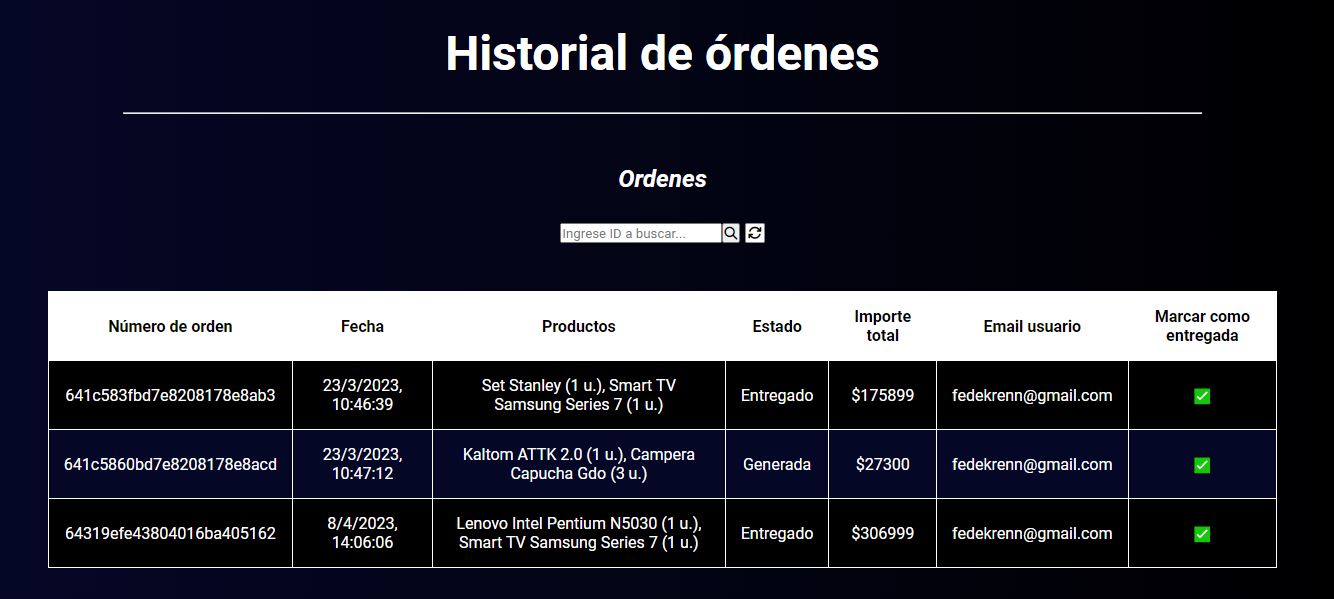 Historial de órdenes
Ordenes
Ingrese ID a buscar...
Número de orden Fecha Productos Estado Importe total Email usuario Marcar como entregada
641c583fbd7e8208178e8ab3 23/3/2023, 10:46:39 Set Stanley (1 u.), Smart TV Samsung Series 7 (1 u.) Entregado $175899 fedekrenn@gmail.com
641c5860bd7e8208178e8acd 23/3/2023, 10:47:12 Kaltom ATTK 2.0 (1 u.), Campera Capucha Gdo (3 u.) Generada $27300 fedekrenn@gmail.com
64319efe43804016ba405162 8/4/2023, 14:06:06 Lenovo Intel Pentium N5030 (1 u.), Smart TV Samsung Series 7 (1 u.) Entregado $306999 fedekrenn@gmail.com